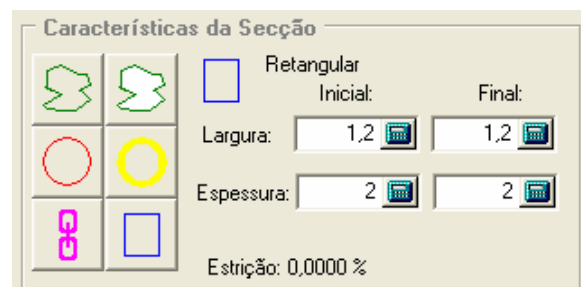 Características da Secção
Retangular
Inicial: Final:
Largura: 1,2 1,2
Espessura: 2 2
Estrição: 0,0000 %